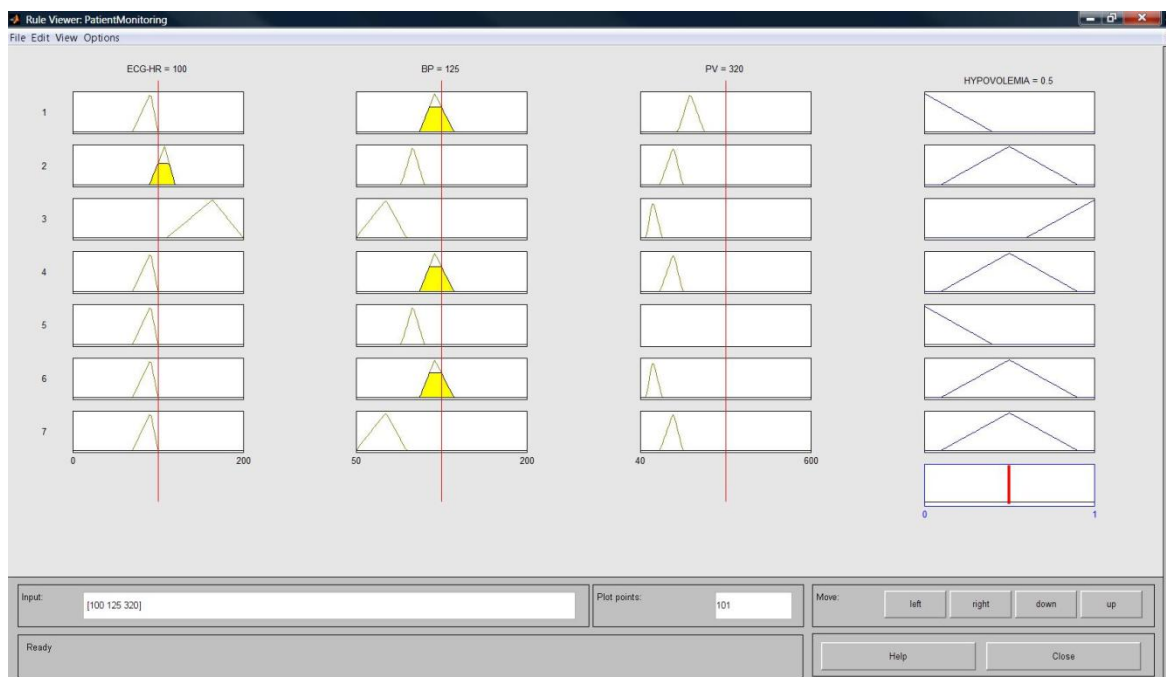 Rule Viewer: PatientMonitoring
File Edit View Options
ECG-HR = 100 BP = 125 PV = 320 HYPOVOLEMIA = 0.5
1
2
3
4
5
6
7
0 200 50 200 40 600
0 1
Input: [100 125 320] Plot points: 101 Move: left right down up
Ready Help Close